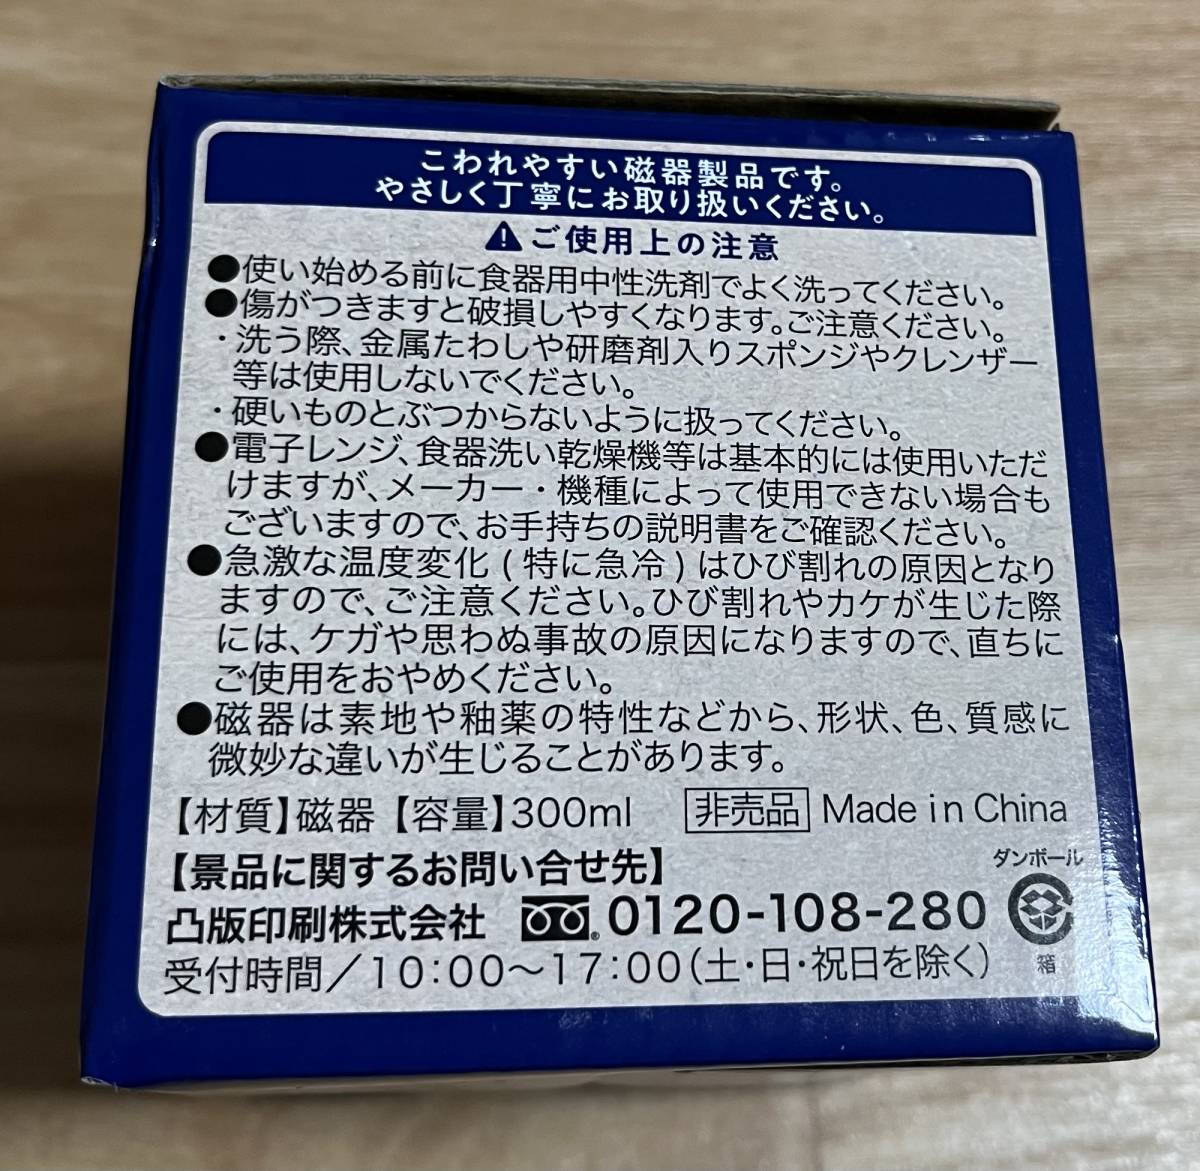 こわれやすい磁器製品です。
やさしく丁寧にお取り扱いください。
ご使用上の注意
●使い始める前に食器用中性洗剤でよく洗ってください。
●傷がつきますと破損しやすくなります。ご注意ください。
・洗う際、金属たわしや研磨剤入りスポンジやクレンザー
等は使用しないでください。
・硬いものとぶつからないように扱ってください。
●電子レンジ、食器洗い乾燥機等は基本的には使用いただ
けますが、メーカー・機種によって使用できない場合も
ございますので、お手持ちの説明書をご確認ください。
●急激な温度変化(特に急冷)はひび割れの原因となり
ますので、ご注意ください。ひび割れやカケが生じた際
には、ケガや思わぬ事故の原因になりますので、直ちに
ご使用をおやめください。
●磁器は素地や釉薬の特性などから、形状、色、質感に
微妙な違いが生じることがあります。
【材質】磁器【容量】300ml 非売品 Made in China
【景品に関するお問い合せ先】
凸版印刷株式会社 0120-108-280
受付時間/10:00〜17:00(土・日・祝日を除く)
ダンボール
箱